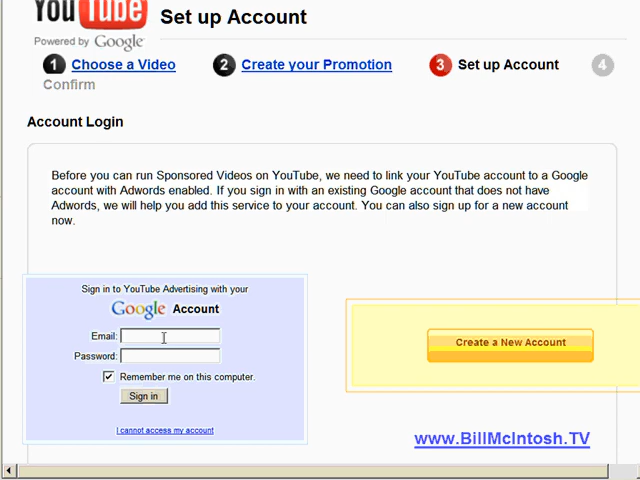 YouTube
Set up Account
Powered by Google
1 Choose a Video 2 Create your Promotion 3 Set up Account 4
Confirm
Account Login
Before you can run Sponsored Videos on YouTube, we need to link your YouTube account to a Google
account with Adwords enabled. If you sign in with an existing Google account that does not have
Adwords, we will help you add this service to your account. You can also sign up for a new account
now.
Sign in to YouTube Advertising with your
Google Account
Email:
Password:
Remember me on this computer.
Sign in
I cannot access my account
Create a New Account
www.BillMcIntosh.TV